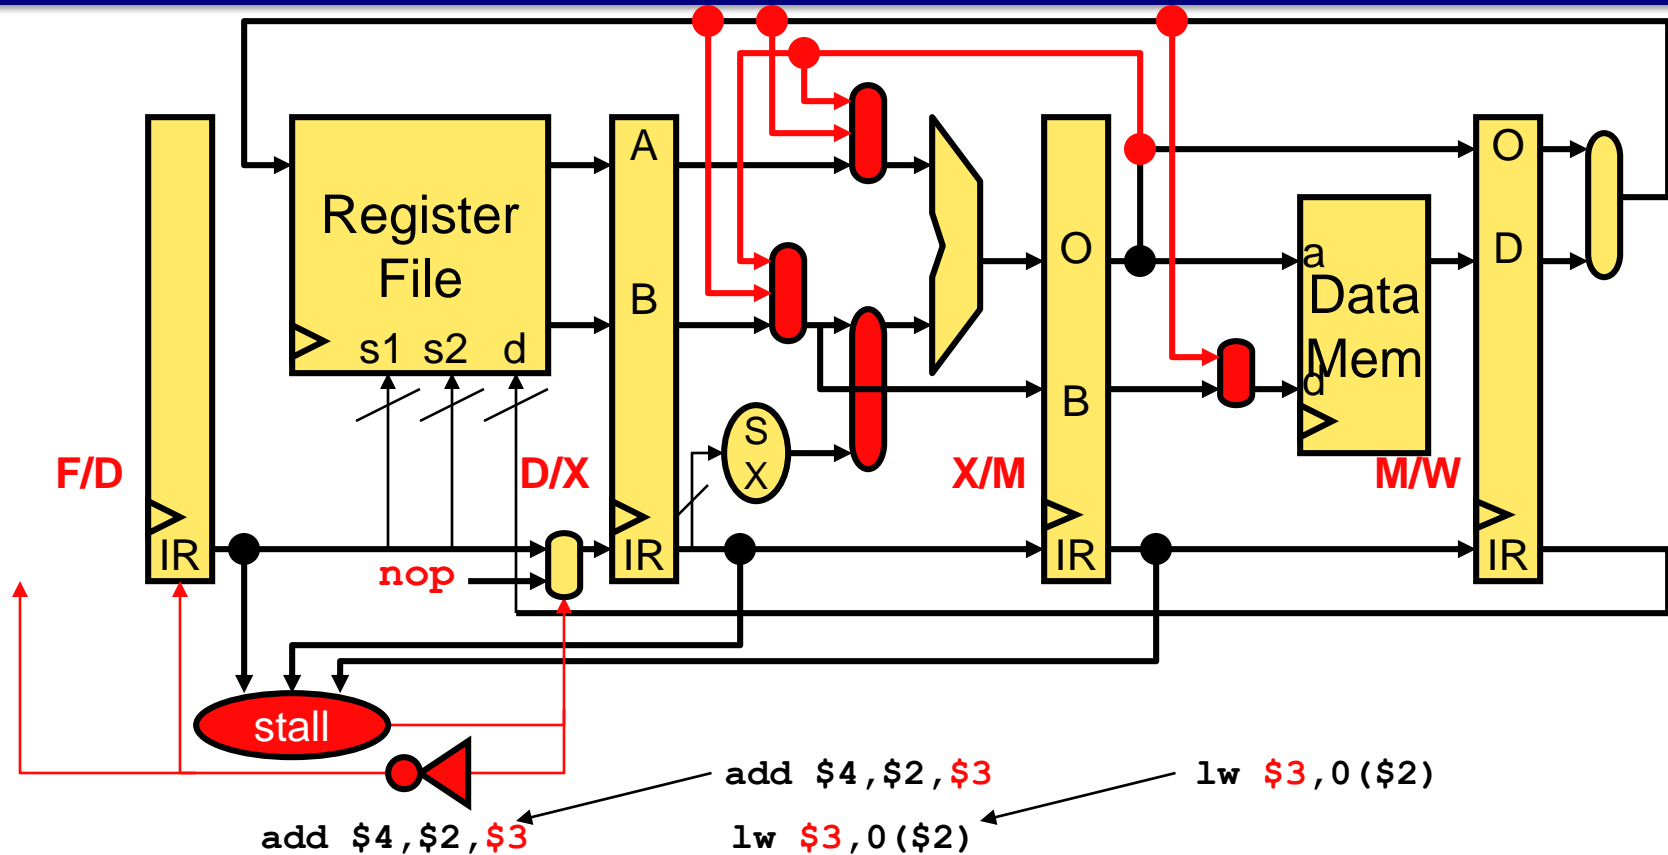 A
O
Register
File
B
O
D
a
Data
Mem
d
s1 s2 d
B
S
X
F/D
D/X
X/M
M/W
IR
IR
IR
IR
nop
stall
add $4,$2,$3
lw $3,0($2)
add $4,$2,$3
lw $3,0($2)